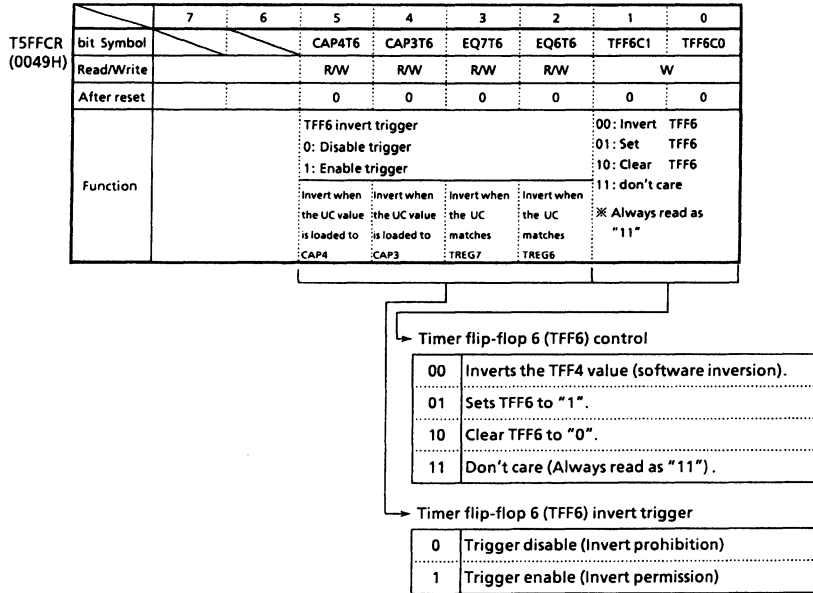 7 6 5 4 3 2 1 0
T5FFCR
(0049H)
bit Symbol CAP4T6 CAP3T6 EQ7T6 EQ6T6 TFF6C1 TFF6C0
Read/Write R/W R/W R/W R/W W
After reset 0 0 0 0 0 0
Function
TFF6 invert trigger
0: Disable trigger
1: Enable trigger
Invert when the UC value is loaded to CAP4
Invert when the UC value is loaded to CAP3
Invert when the UC matches TREG7
Invert when the UC matches TREG6
00: Invert TFF6
01: Set TFF6
10: Clear TFF6
11: don't care
※ Always read as
"11"
Timer flip-flop 6 (TFF6) control
00 Inverts the TFF4 value (software inversion).
01 Sets TFF6 to "1".
10 Clear TFF6 to "0".
11 Don't care (Always read as "11").
Timer flip-flop 6 (TFF6) invert trigger
0 Trigger disable (Invert prohibition)
1 Trigger enable (Invert permission)